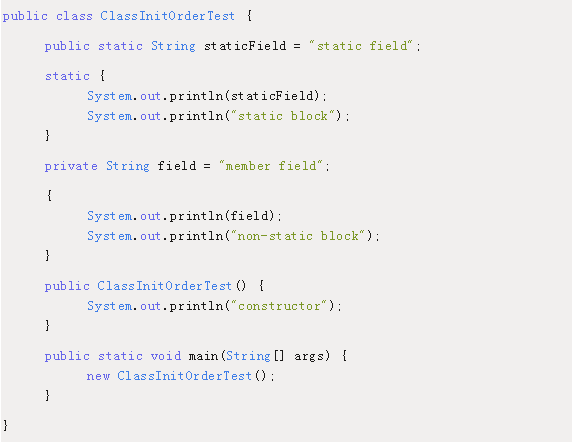 public class ClassInitOrderTest {
public static String staticField = "static field";
static {
System.out.println(staticField);
System.out.println("static block");
}
private String field = "member field";
{
System.out.println(field);
System.out.println("non-static block");
}
public ClassInitOrderTest() {
System.out.println("constructor");
}
public static void main(String[] args) {
new ClassInitOrderTest();
}
}